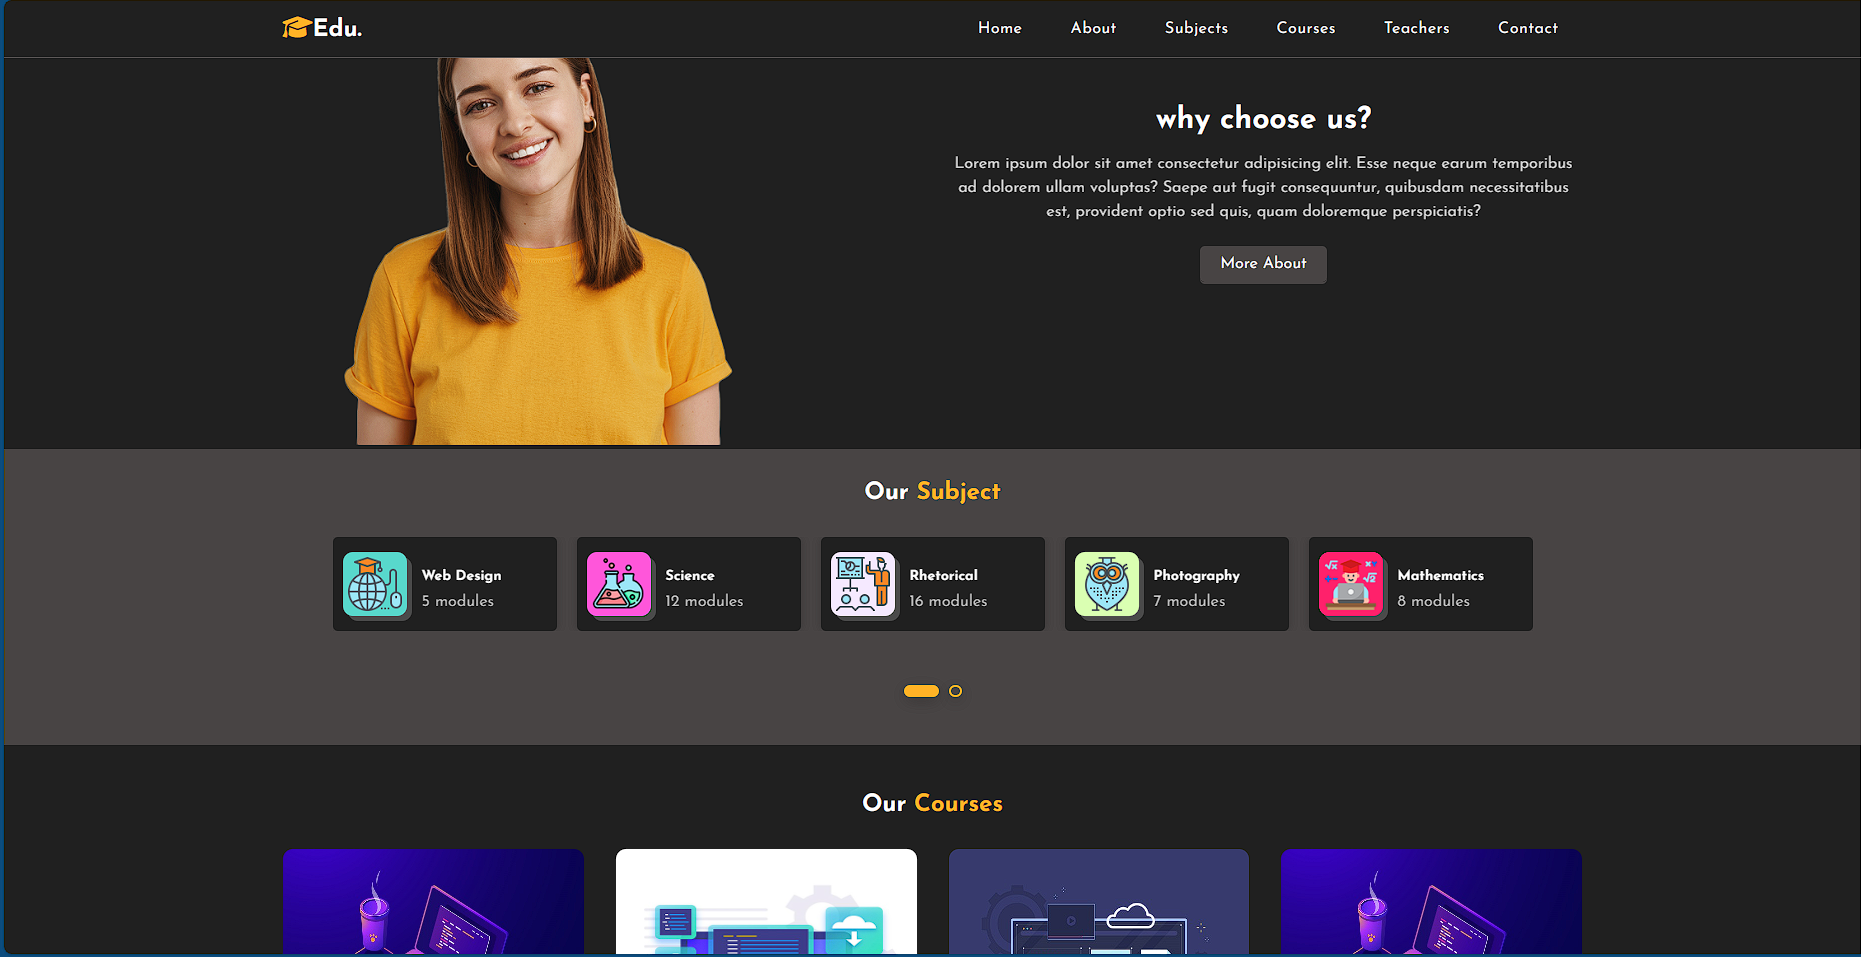 Edu.
Home
About
Subjects
Courses
Teachers
Contact
why choose us?
Lorem ipsum dolor sit amet consectetur adipisicing elit. Esse neque earum temporibus
ad dolorem ullam voluptas? Saepe aut fugit consequuntur, quibusdam necessitatibus
est, provident optio sed quis, quam doloremque perspiciatis?
More About
Our Subject
Web Design
5 modules
Science
12 modules
Rhetorical
16 modules
Photography
7 modules
Mathematics
8 modules
Our Courses